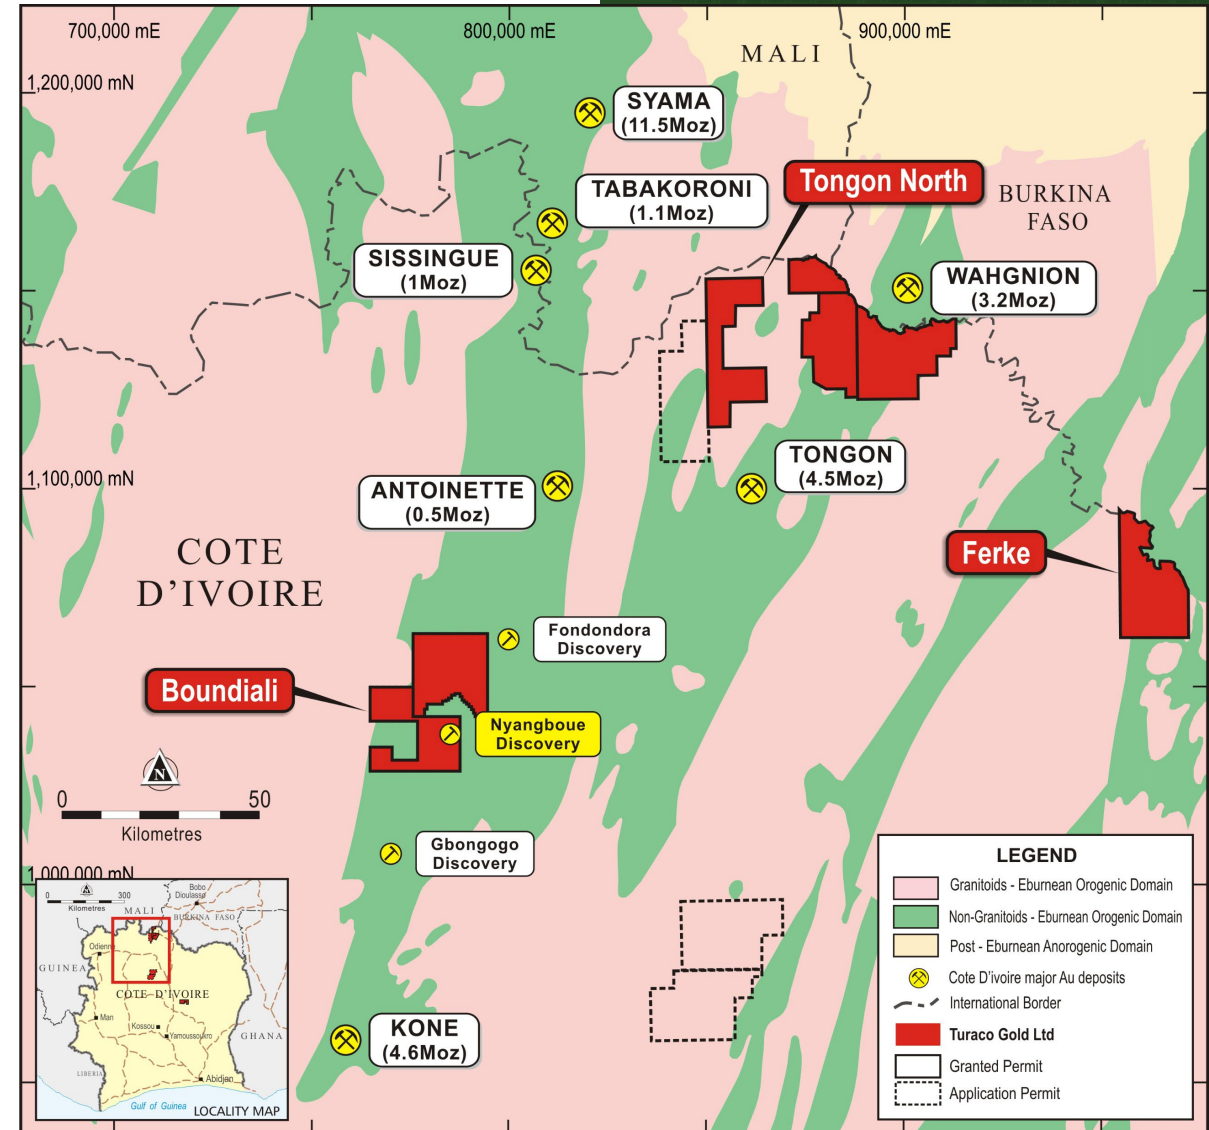 700,000 mE
800,000 mE
900,000 mE
MALI
1,200,000 mN
SYAMA
(11.5Moz)
TABAKORONI
(1.1Moz)
Tongon North
BURKINA
FASO
SISSINGUE
(1Moz)
WAHGNION
(3.2Moz)
1,100,000 mN
ANTOINETTE
(0.5Moz)
TONGON
(4.5Moz)
COTE
D'IVOIRE
Ferke
Fondondora
Discovery
Boundiali
Nyangboue
Discovery
N
0 50
Kilometres
Gbongogo
Discovery
1,000,000 mN
KONE
(4.6Moz)
LEGEND
Granitoids - Eburnean Orogenic Domain
Non-Granitoids - Eburnean Orogenic Domain
Post - Eburnean Anorogenic Domain
Cote D'ivoire major Au deposits
International Border
Turaco Gold Ltd
Granted Permit
Application Permit
N
0 300
Kilometres
Bobo
Dioulasso
MALI
BURKINA FASO
Odienne
GUINEA
COTE D'IVOIRE
Man
Kossou
Yamoussoukro
GHANA
LIBERIA
Abidjan
Gulf of Guinea
LOCALITY MAP